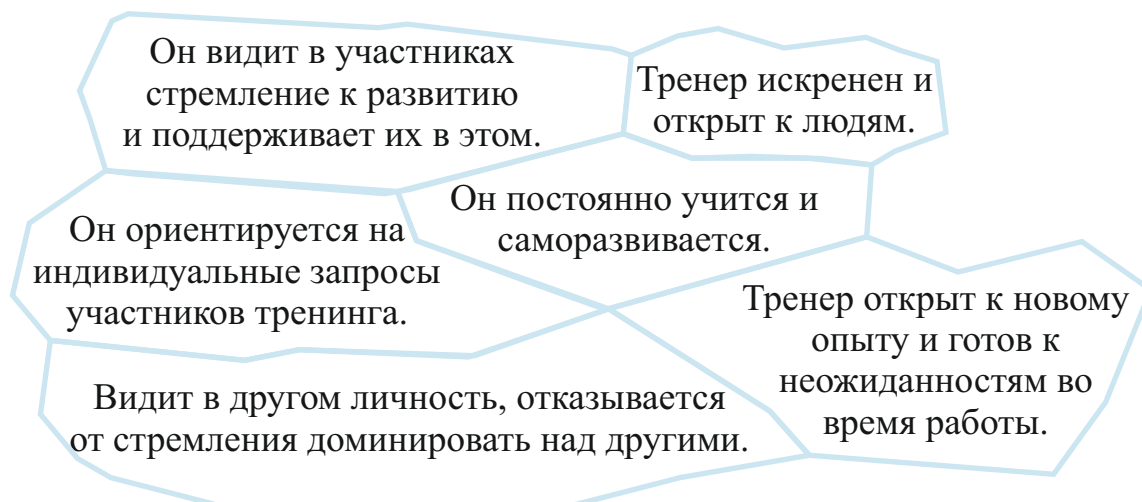 Он видит в участниках
стремление к развитию
и поддерживает их в этом.
Тренер искренен и
открыт к людям.
Он постоянно учится и
саморазвивается.
Он ориентируется на
индивидуальные запросы
участников тренинга.
Тренер открыт к новому
опыту и готов к
неожиданностям во
время работы.
Видит в другом личность, отказывается
от стремления доминировать над другими.